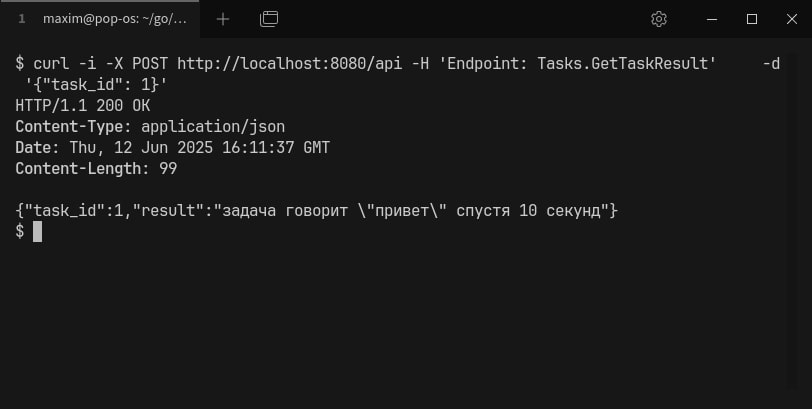 1 maxim@pop-os: ~/go/…
$ curl -i -X POST http://localhost:8080/api -H 'Endpoint: Tasks.GetTaskResult'     -d
 '{"task_id": 1}'
HTTP/1.1 200 OK
Content-Type: application/json
Date: Thu, 12 Jun 2025 16:11:37 GMT
Content-Length: 99
{"task_id":1,"result":"задача говорит \"привет\" спустя 10 секунд"}
$